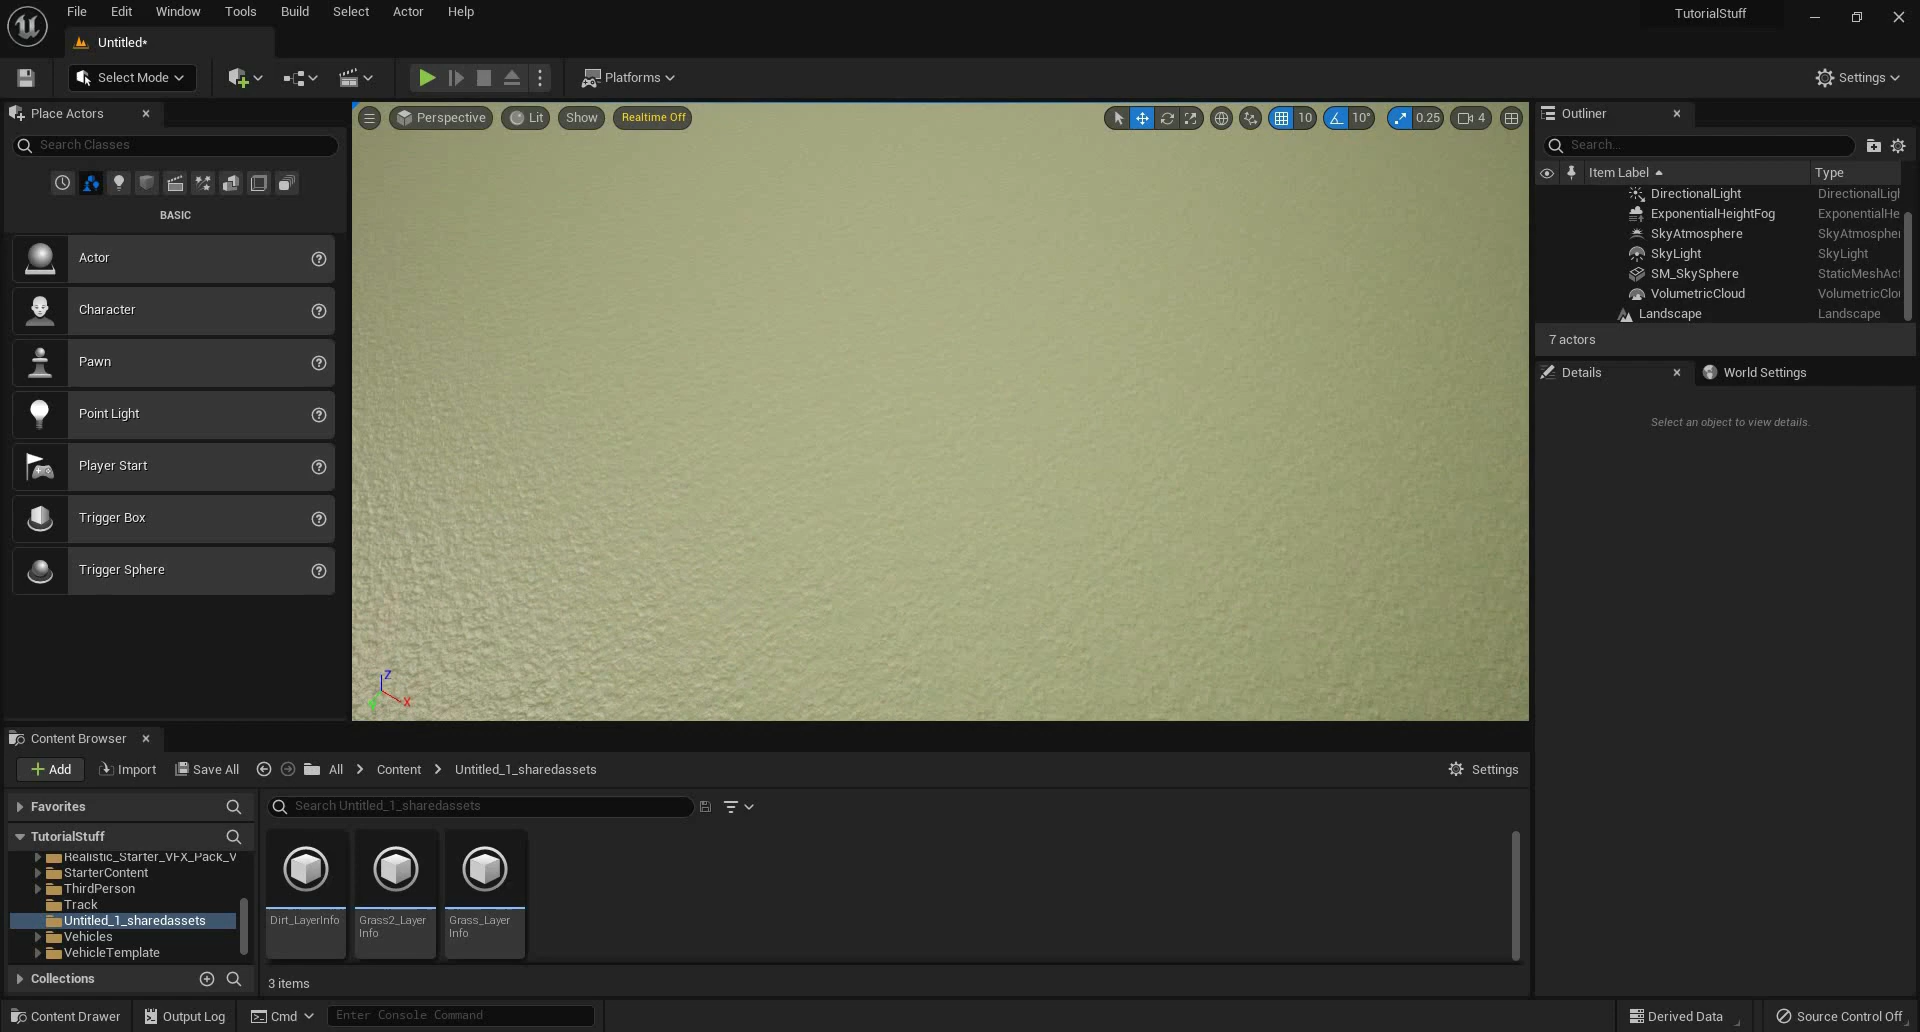 File Edit Window Tools Build Select Actor Help
TutorialStuff
Untitled*
Select Mode
Platforms
Settings
Place Actors
Search Classes
BASIC
Actor
Character
Pawn
Point Light
Player Start
Trigger Box
Trigger Sphere
Perspective Lit Show Realtime Off
10 10° 0.25 4
Z
X
Outliner
Search...
Item Label Type
DirectionalLight DirectionalLigh
ExponentialHeightFog ExponentialHe
SkyAtmosphere SkyAtmospher
SkyLight SkyLight
SM_SkySphere StaticMeshAct
VolumetricCloud VolumetricClou
Landscape Landscape
7 actors
Details World Settings
Select an object to view details.
Content Browser
Add Import Save All All Content Untitled_1_sharedassets Settings
Favorites
Search Untitled_1_sharedassets
TutorialStuff
Realistic_Starter_VFX_Pack_V
StarterContent
ThirdPerson
Track
Untitled_1_sharedassets
Vehicles
VehicleTemplate
Collections
Dirt_LayerInfo
Grass2_Layer
Info
Grass_Layer
Info
3 items
Content Drawer Output Log Cmd Enter Console Command Derived Data Source Control Off